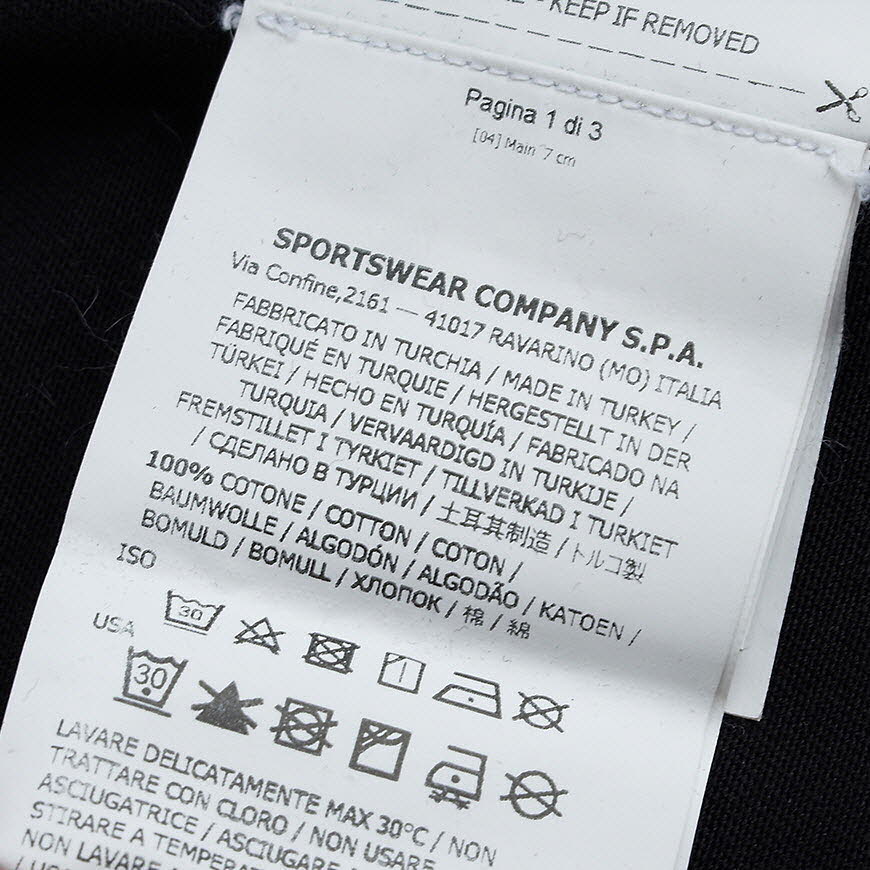 - KEEP IF REMOVED
Pagina 1 di 3
[04] Main 7 cm
SPORTSWEAR COMPANY S.P.A.
Via Confine,2161 — 41017 RAVARINO (MO) ITALIA
FABBRICATO IN TURCHIA / MADE IN TURKEY /
FABRIQUÉ EN TURQUIE / HERGESTELLT IN DER
TÜRKEI / HECHO EN TURQUÍA / FABRICADO NA
TURQUIA / VERVAARDIGD IN TURKIJE /
FREMSTILLET I TYRKIET / TILLVERKAD I TURKIET
/ СДЕЛАНО В ТУРЦИИ / 土耳其制造 / トルコ製
100% COTONE / COTTON / COTON /
BAUMWOLLE / ALGODÓN / ALGODÃO / KATOEN /
BOMULD / BOMULL / ХЛОПОК / 棉 / 綿
ISO
30
USA
30
LAVARE DELICATAMENTE MAX 30°C / NON
TRATTARE CON CLORO / NON USARE
ASCIUGATRICE / ASCIUGARE
STIRARE A TEMPERA
NON LAVARE A